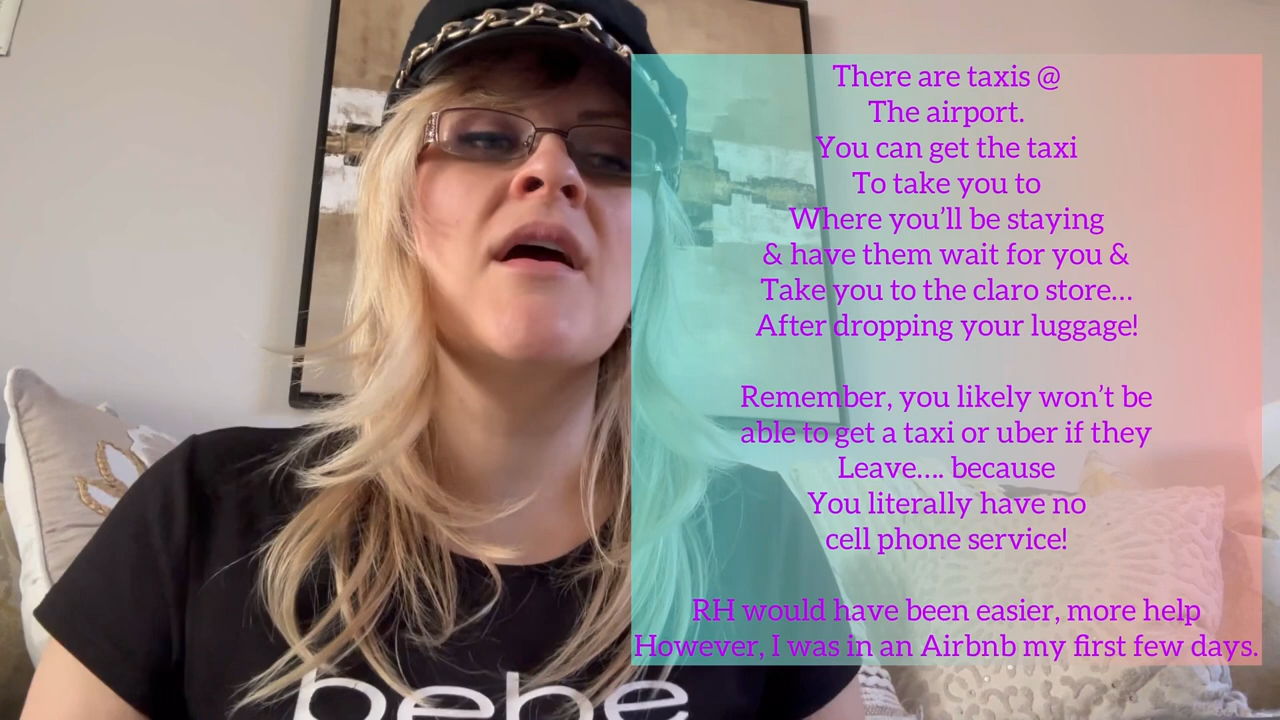 There are taxis @
The airport.
You can get the taxi
To take you to
Where you’ll be staying
& have them wait for you &
Take you to the claro store...
After dropping your luggage!
Remember, you likely won’t be
able to get a taxi or uber if they
Leave.... because
You literally have no
cell phone service!
RH would have been easier, more help
However, I was in an Airbnb my first few days.
bebe